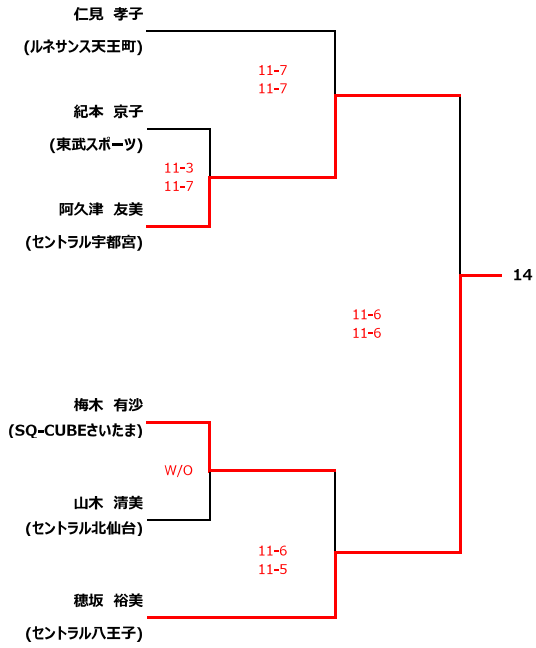 仁見 孝子
(ルネサンス天王町)
11-7
11-7
紀本 京子
(東武スポーツ)
11-3
11-7
阿久津 友美
(セントラル宇都宮)
14
11-6
11-6
梅木 有沙
(SQ-CUBEさいたま)
W/O
山木 清美
(セントラル北仙台)
11-6
11-5
穂坂 裕美
(セントラル八王子)